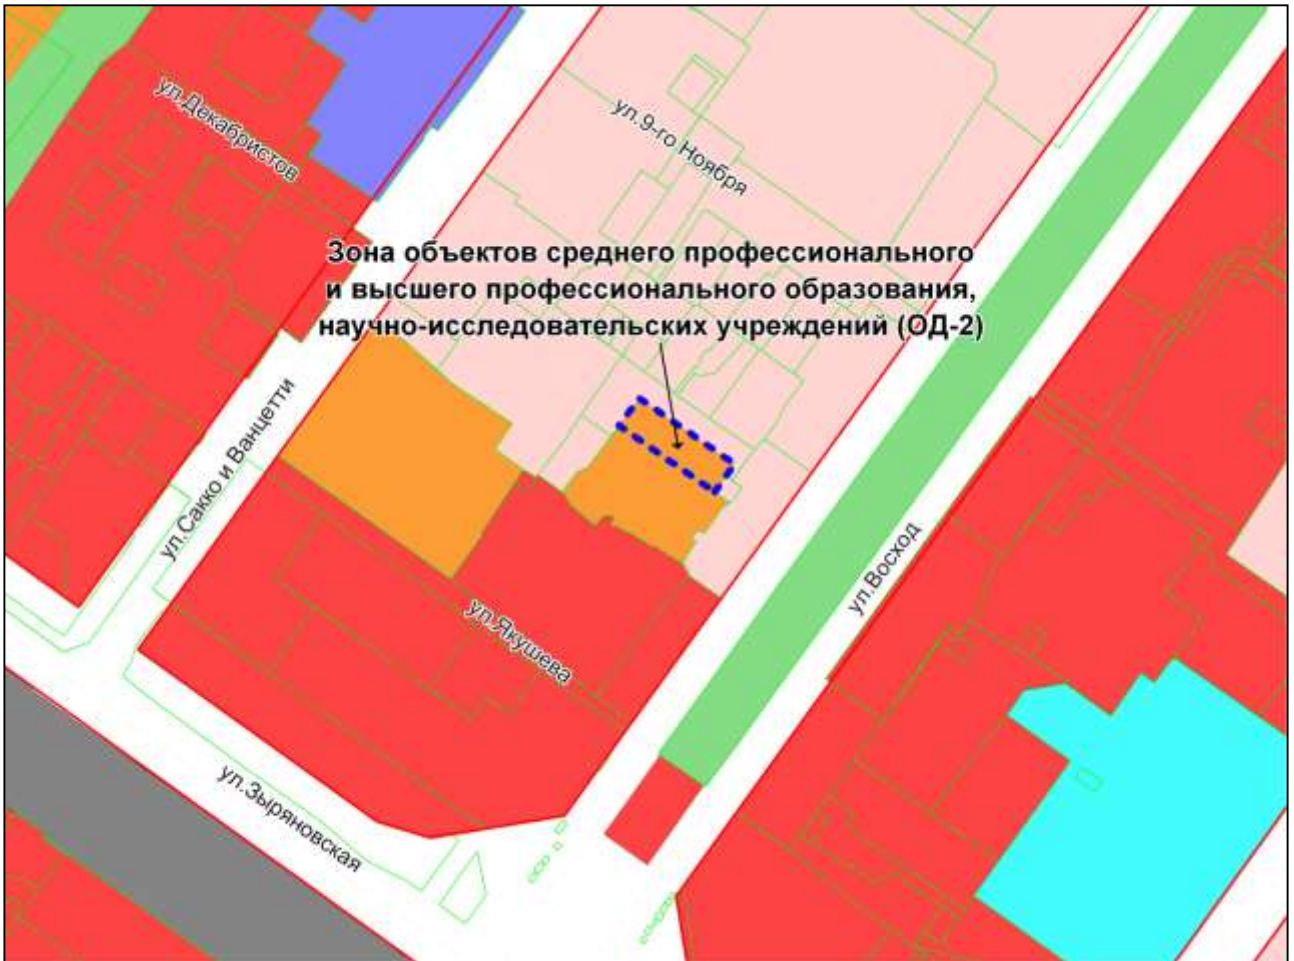 ул.Декабристов
ул.9-го Ноября
Зона объектов среднего профессионального
и высшего профессионального образования,
научно-исследовательских учреждений (ОД-2)
ул.Сакко и Ванцетти
ул.Восход
ул.Якушева
ул.Зыряновская